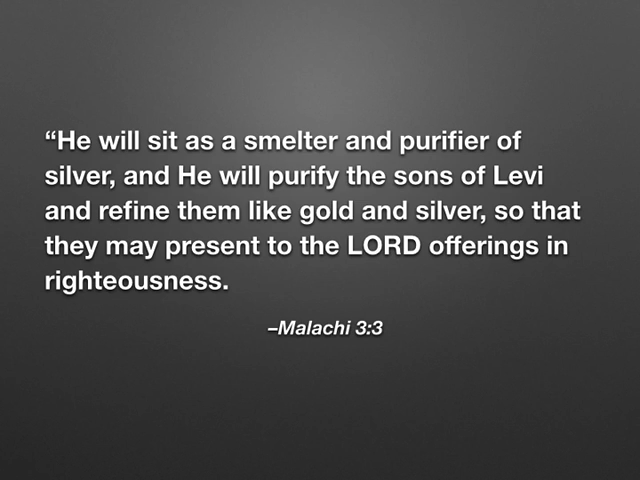 “He will sit as a smelter and purifier of
silver, and He will purify the sons of Levi
and refine them like gold and silver, so that
they may present to the LORD offerings in
righteousness.
–Malachi 3:3